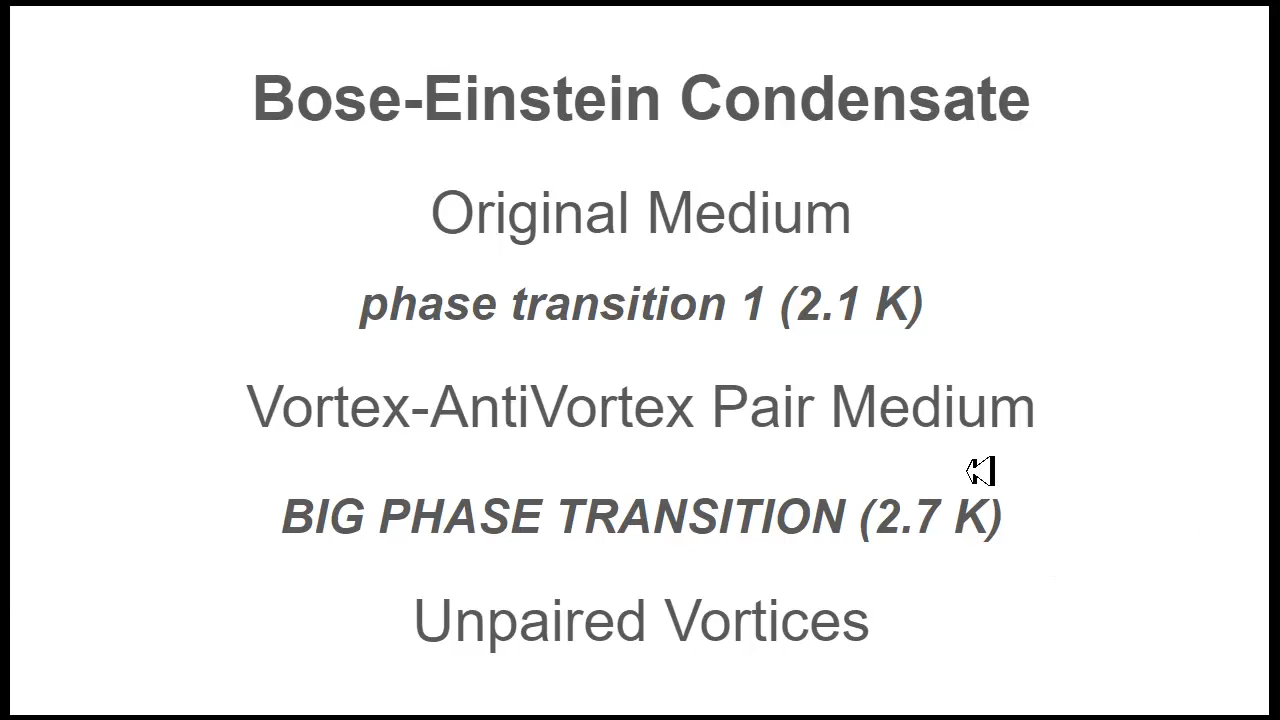 Bose-Einstein Condensate
Original Medium
phase transition 1 (2.1 K)
Vortex-AntiVortex Pair Medium
BIG PHASE TRANSITION (2.7 K)
Unpaired Vortices